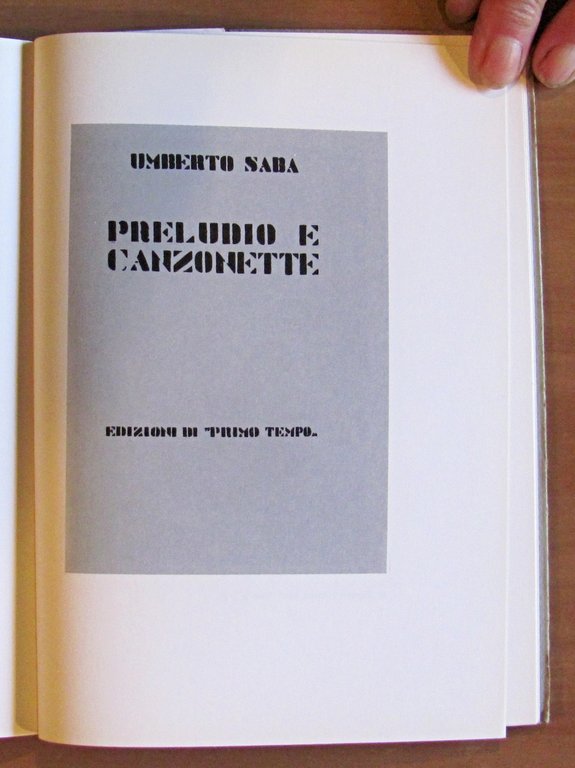 UMBERTO SABA
PRELUDIO E
CANZONETTE
EDIZIONI DI "PRIMO TEMPO„